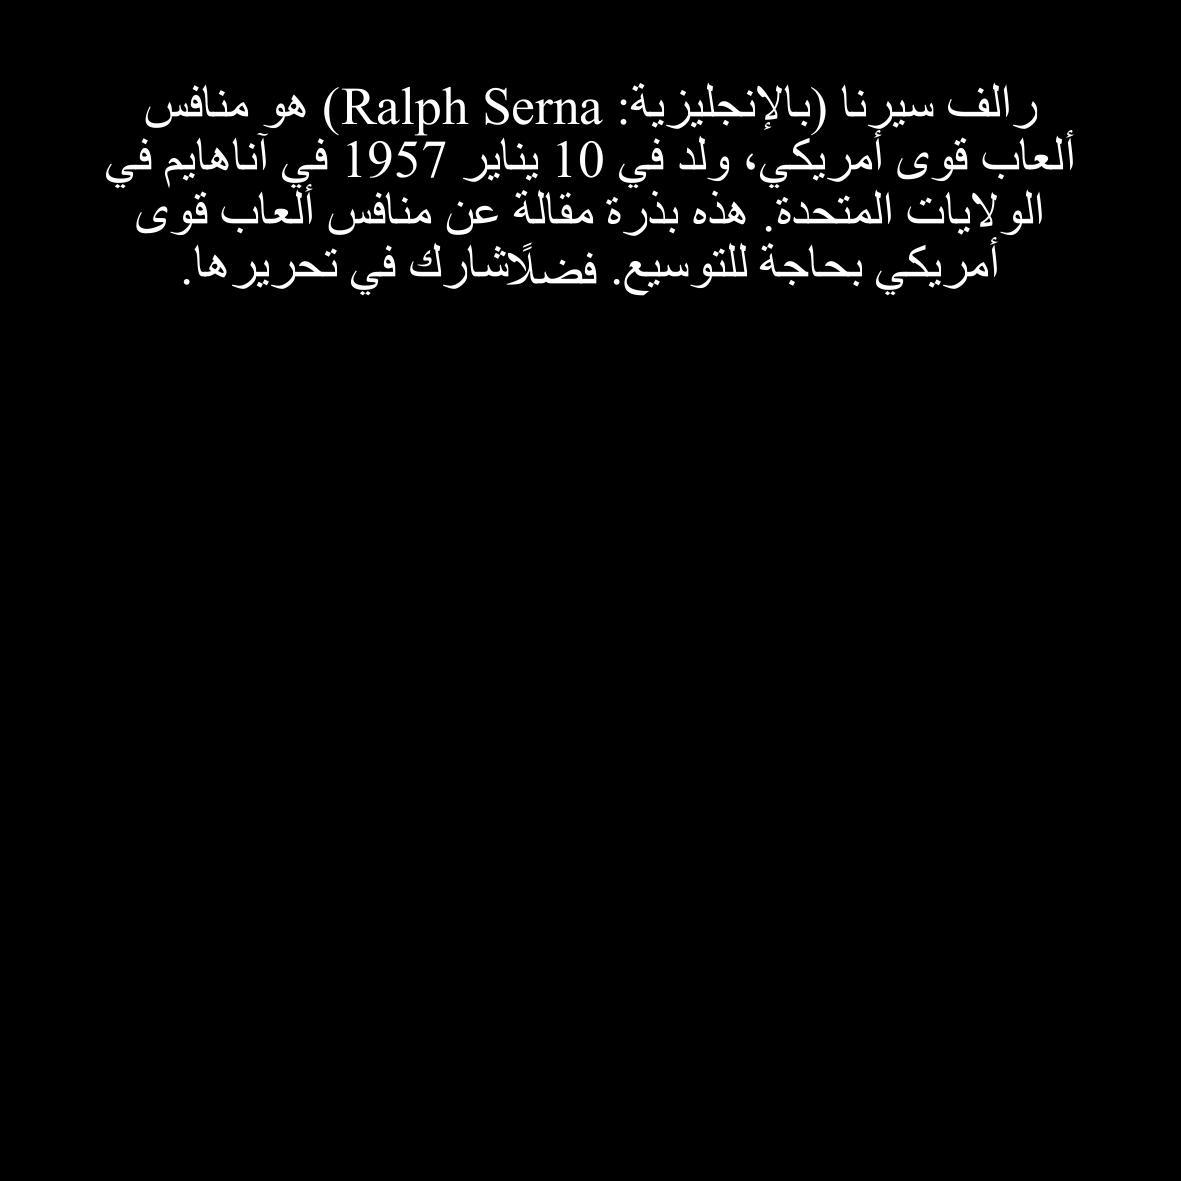 رالف سيرنا (بالإنجليزية: Ralph Serna) هو منافس
ألعاب قوى أمريكي، ولد في 10 يناير 1957 في آناهايم في
الولايات المتحدة. هذه بذرة مقالة عن منافس ألعاب قوى
أمريكي بحاجة للتوسيع. فضلًاشارك في تحريرها.